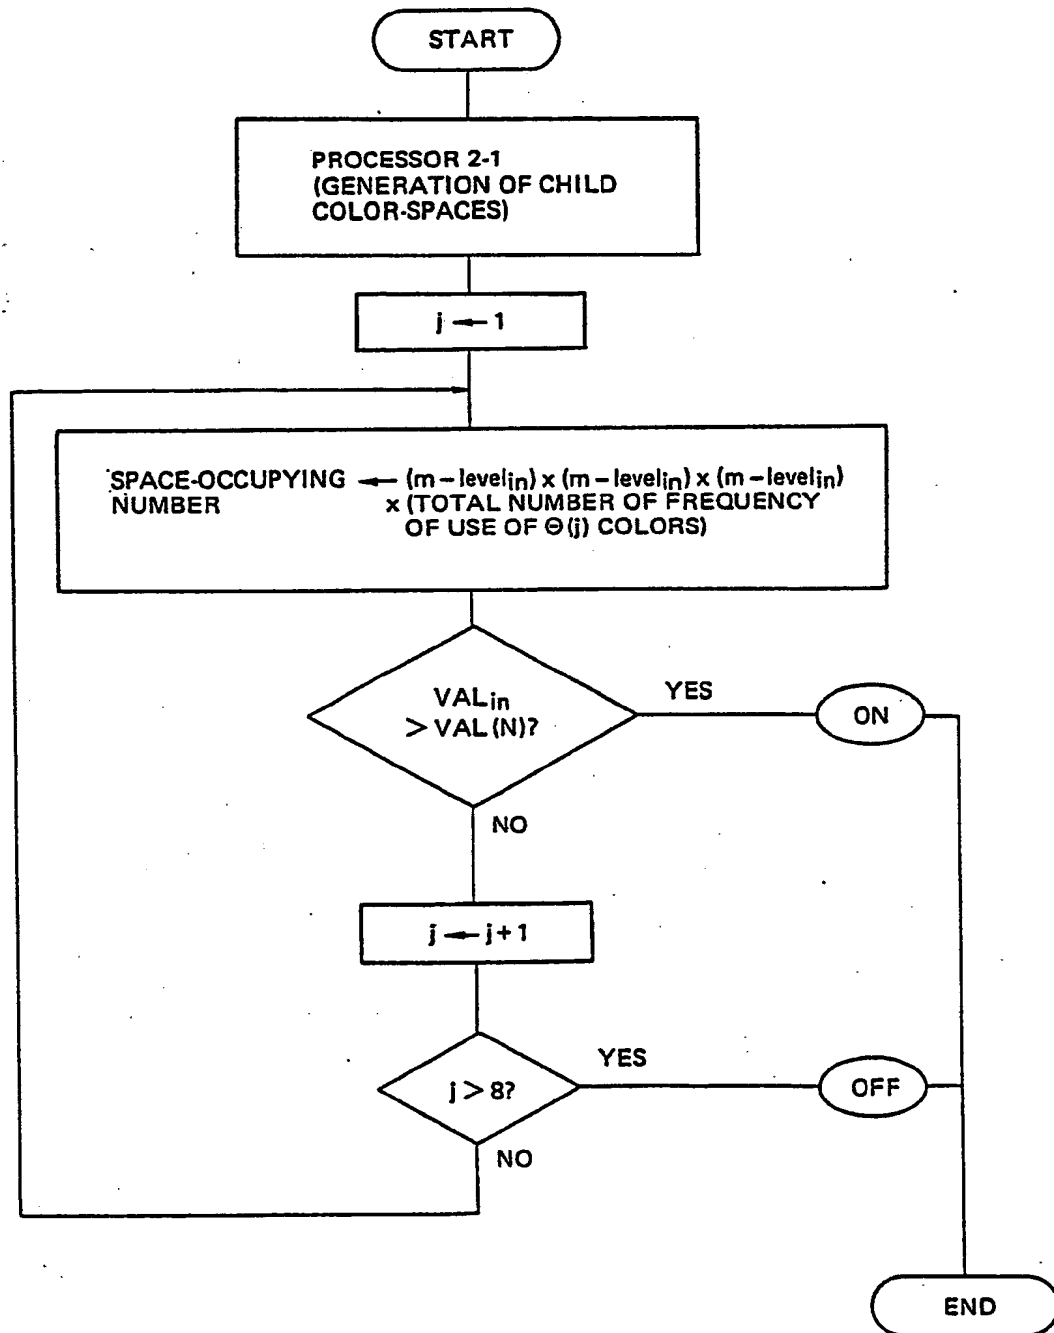 START
PROCESSOR 2-1
(GENERATION OF CHILD
COLOR-SPACES)
j ← 1
SPACE-OCCUPYING ← (m-levelin) x (m-levelin) x (m-levelin)
NUMBER x (TOTAL NUMBER OF FREQUENCY
OF USE OF Θ(j) COLORS)
VALin
> VAL(N)?
YES
ON
NO
j ← j+1
j > 8?
YES
OFF
NO
END